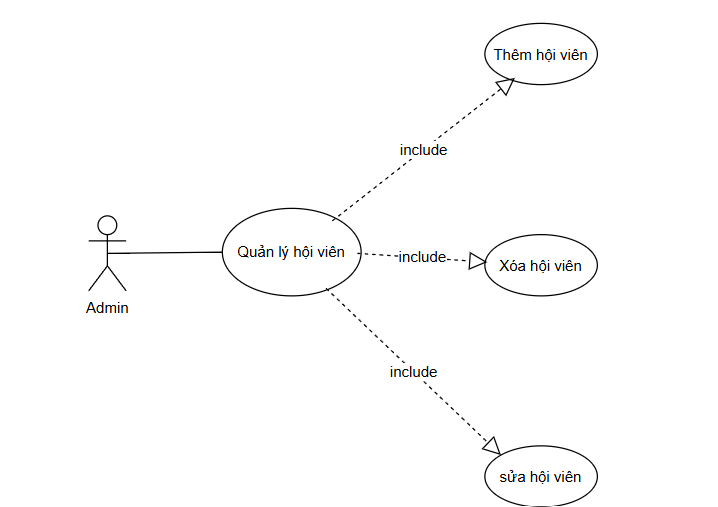 Thêm hội viên
include
Quản lý hội viên
include
Xóa hội viên
Admin
include
sửa hội viên